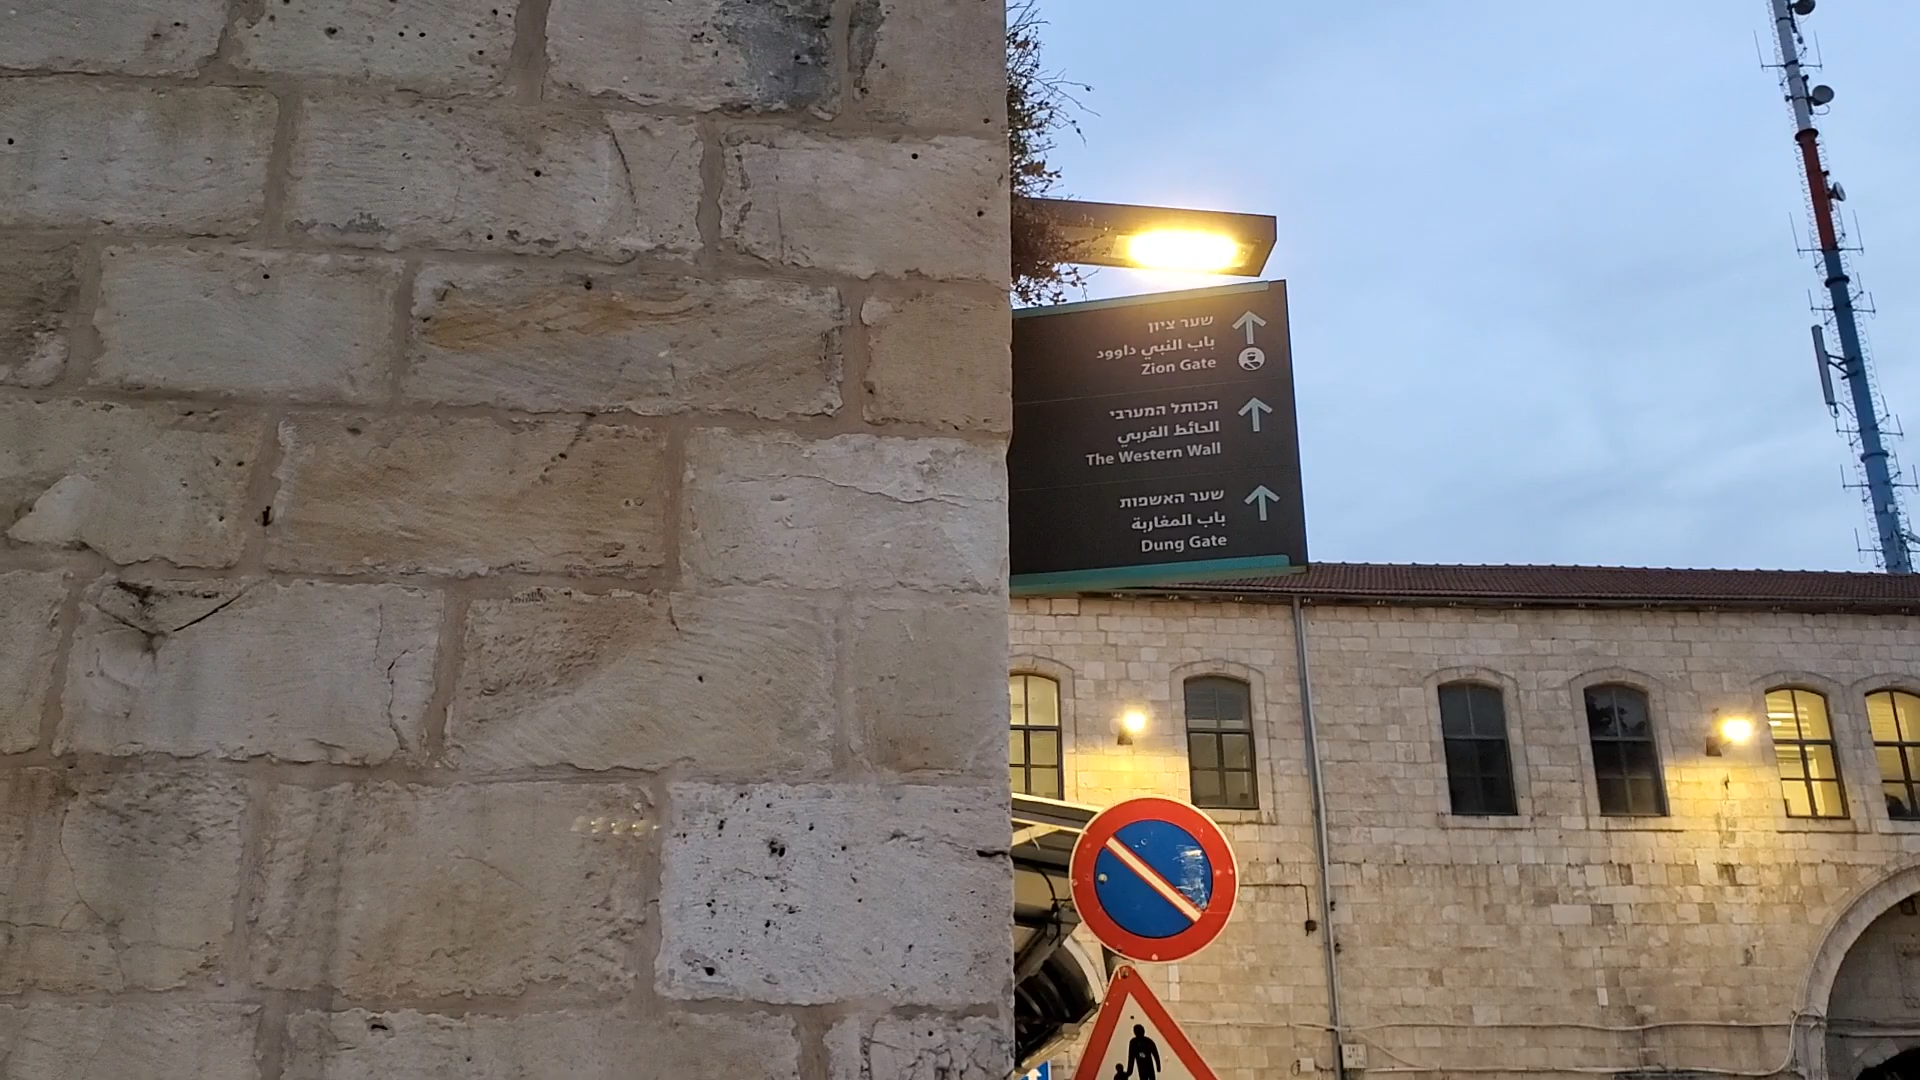 שער ציון
باب النبي داوود
Zion Gate
הכותל המערבי
الحائط الغربي
The Western Wall
שער האשפות
باب المغاربة
Dung Gate